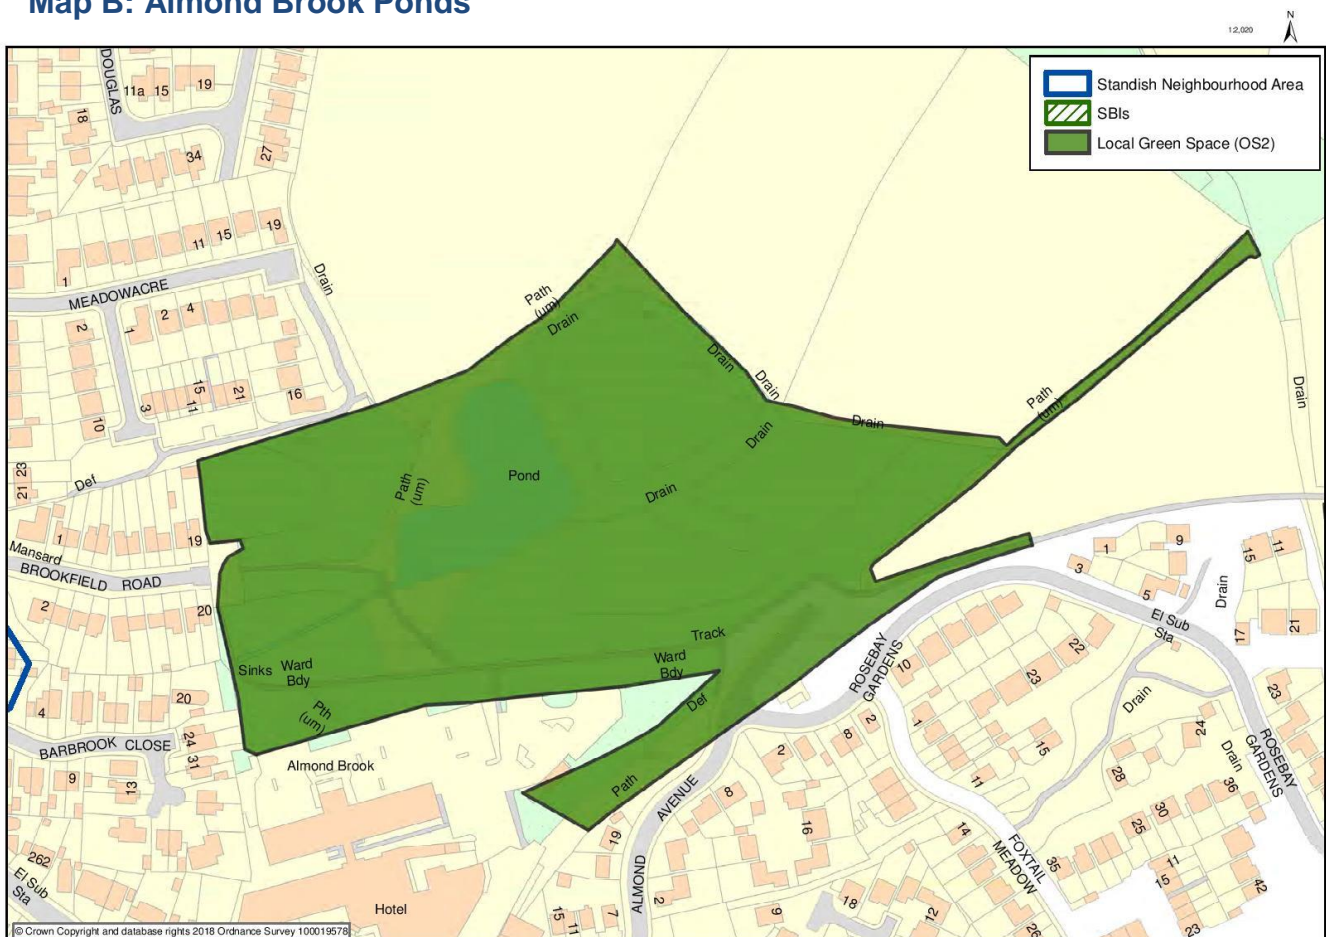 Map B: Almond Brook Ponds
N
12,020
Standish Neighbourhood Area
SBIs
Local Green Space (OS2)
DOUGLAS
11a 15
19
18
34
27
11 15
19
1
MEADOWACRE
Drain
2
1
2 4
3
15
11
21
16
10
Path
(um)
Drain
Drain
Drain
Drain
Drain
Path
(um)
Drain
23
21
Def
Path
(um)
Pond
Drain
1
19
Mansard
BROOKFIELD ROAD
2
20
Sinks
Ward
Bdy
Track
Ward
Bdy
Def
4
20
Pth
(um)
BARBROOK CLOSE
24
31
9
13
Almond Brook
Path
262
El Sub
Sta
Hotel
ROSEBAY
GARDENS
10
1
9
3
5
15
11
El Sub
Sta
Drain
17
21
22
23
23
Drain
2
8
2
1
15
11
24
Drain
ROSEBAY
GARDENS
28
36
30
25
AVENUE
8
16
19
14
FOXTAIL
MEADOW
35
11
15
42
ALMOND
2
15
11
7
9
18
12
26
23
© Crown Copyright and database rights 2018 Ordnance Survey 100019578